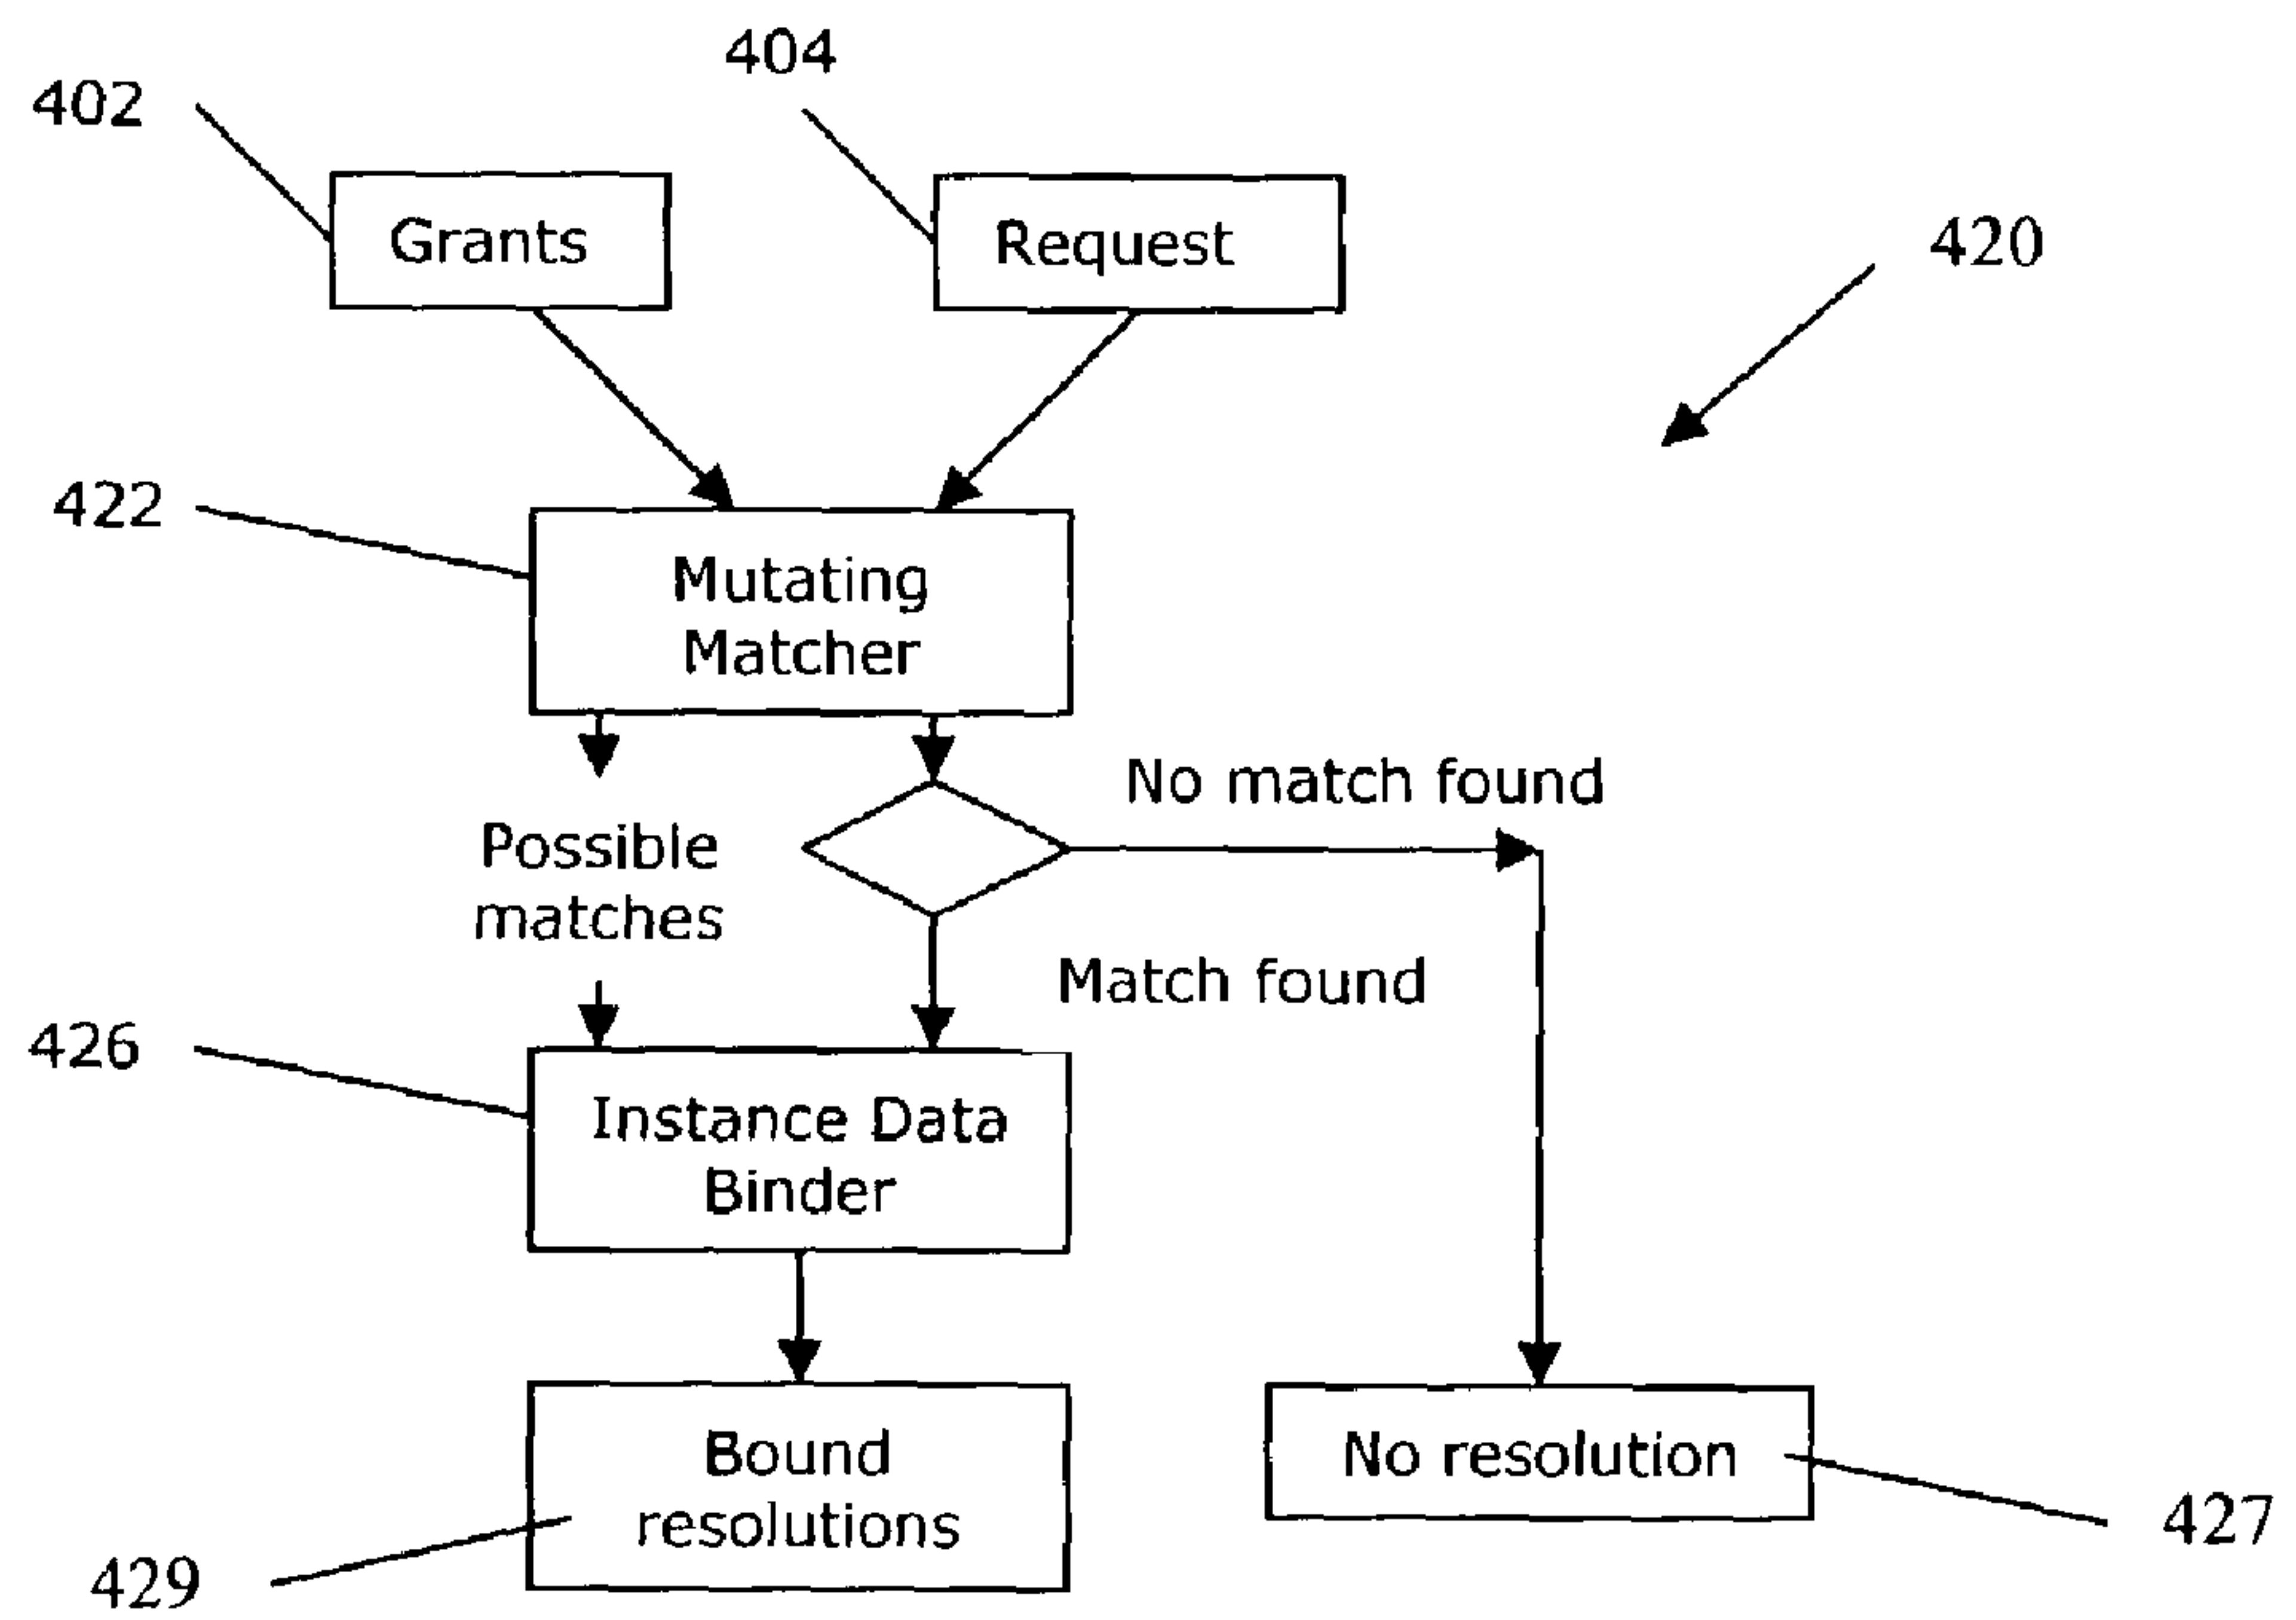 404
402
Grants
Request
420
422
Mutating
Matcher
No match found
Possible
matches
Match found
426
Instance Data
Binder
Bound
resolutions
No resolution
427
429